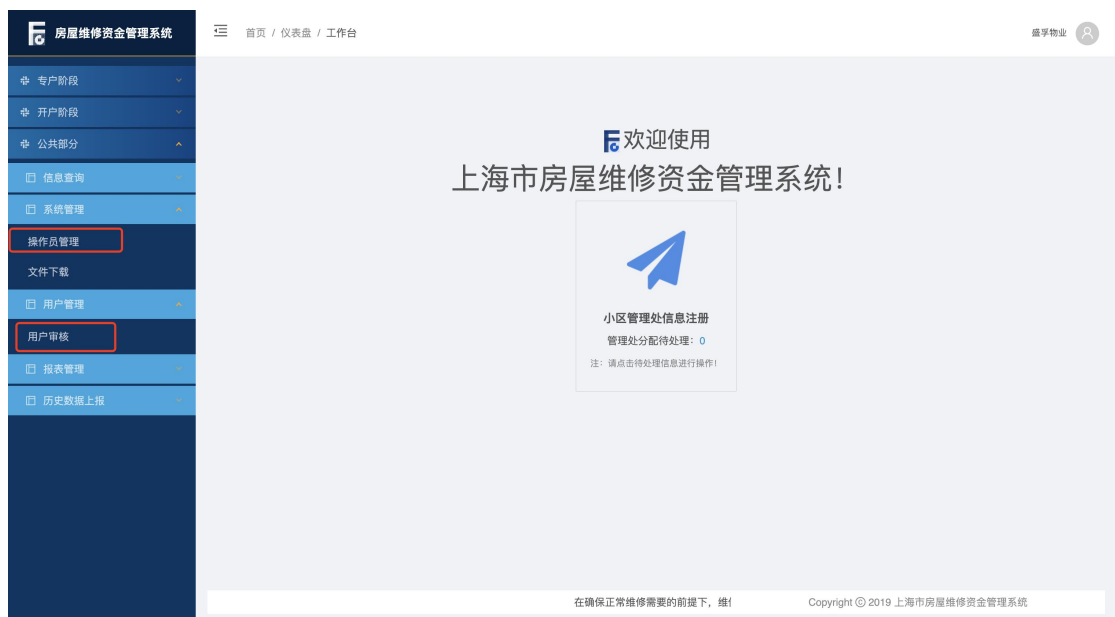 房屋维修资金管理系统
首页 / 仪表盘 / 工作台
盛孚物业
专户阶段
开户阶段
公共部分
信息查询
系统管理
操作员管理
文件下载
用户管理
用户审核
报表管理
历史数据上报
欢迎使用
上海市房屋维修资金管理系统!
小区管理处信息注册
管理处分配待处理: 0
注: 请点击待处理信息进行操作!
在确保正常维修需要的前提下, 维
Copyright © 2019 上海市房屋维修资金管理系统